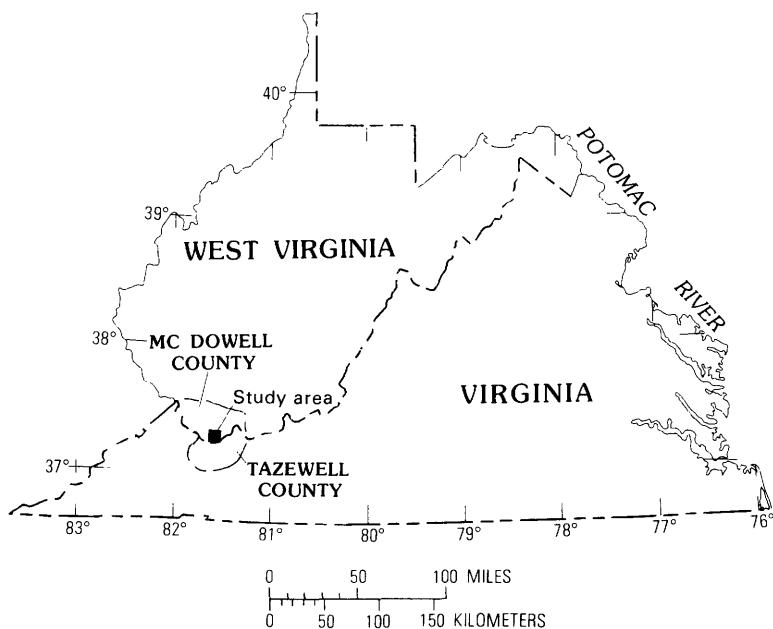 40°
POTOMAC
39°
WEST VIRGINIA
RIVER
38°
MC DOWELL
COUNTY
Study area
VIRGINIA
37°
TAZEWELL
COUNTY
83° 82° 81° 80° 79° 78° 77° 76°
0 50 100 MILES
0 50 100 150 KILOMETERS